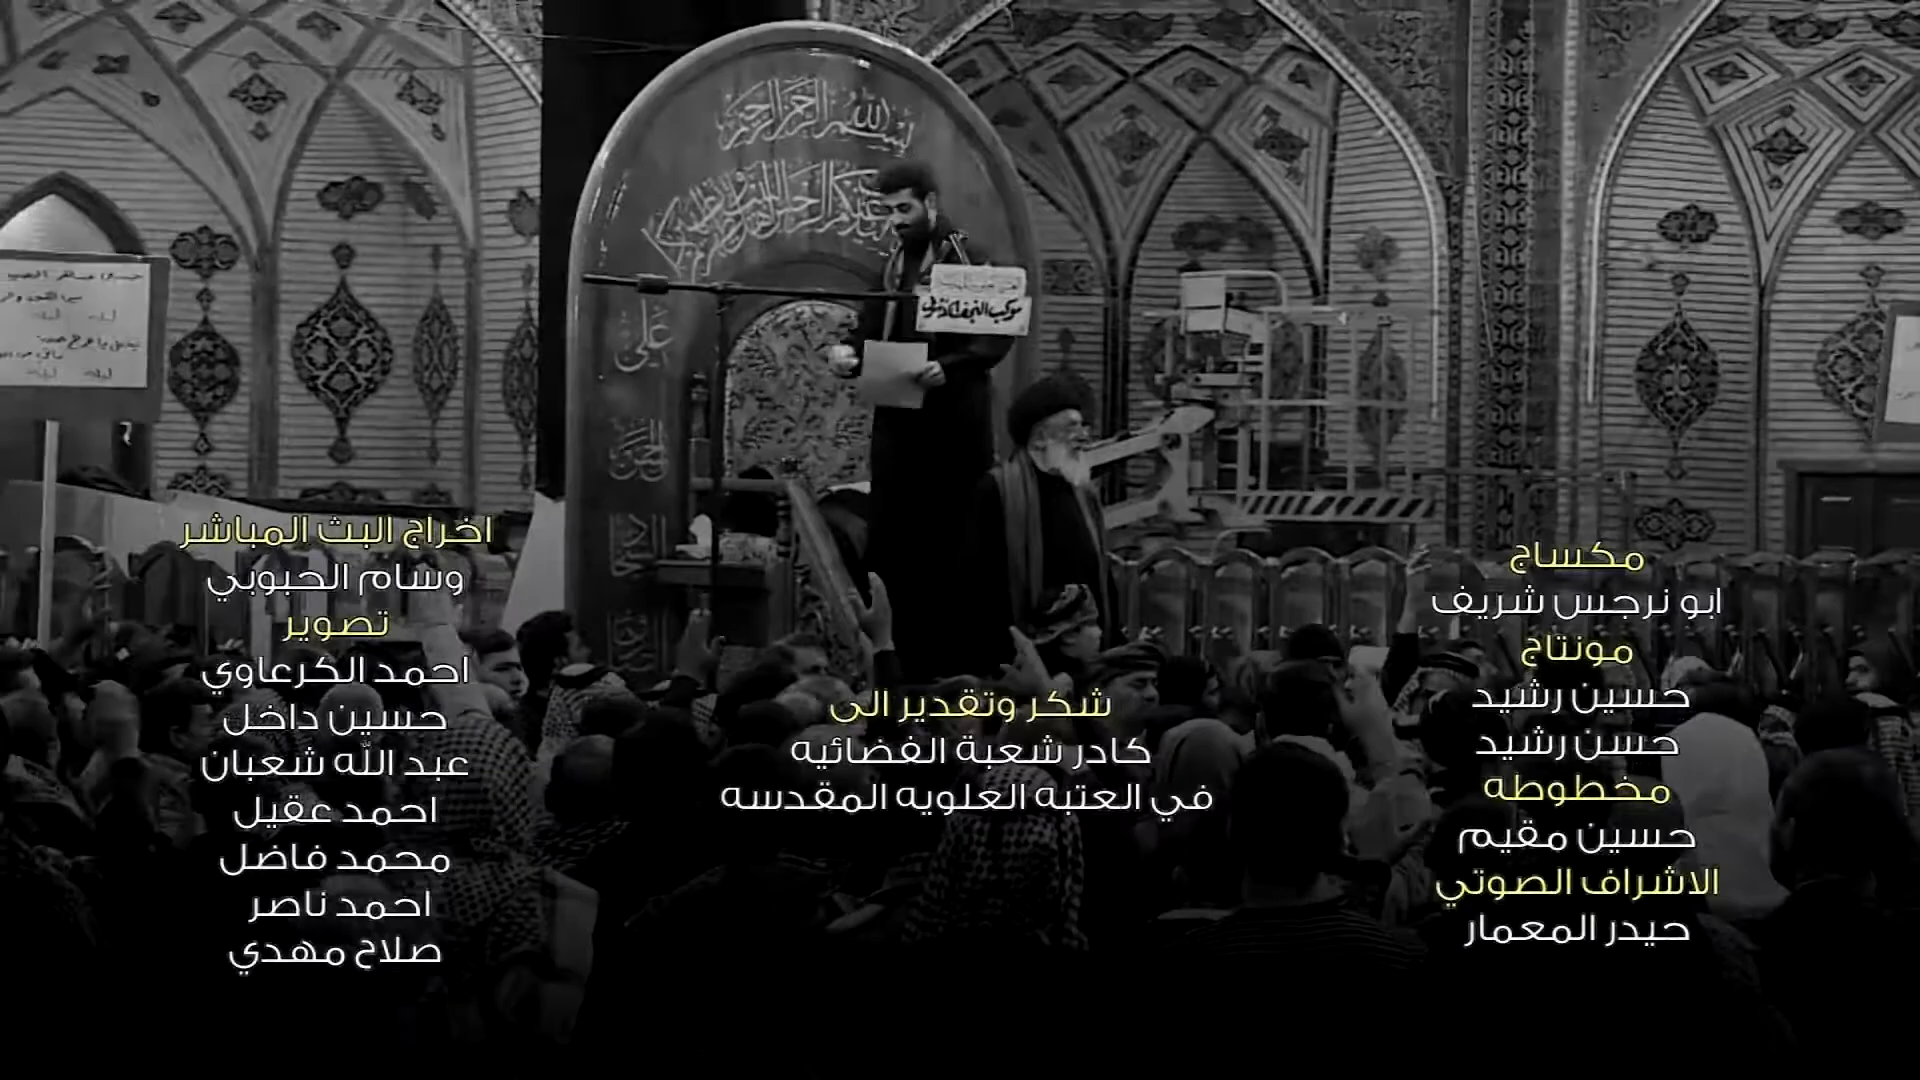 بسم الله الرحمن الرحيم
علي
الحسن
موكب النجف الاشرف
مكساج
ابو نرجس شريف
مونتاج
حسين رشيد
حسن رشيد
مخطوطه
حسين مقيم
الاشراف الصوتي
حيدر المعمار
شكر وتقدير الى
كادر شعبة الفضائيه
في العتبه العلويه المقدسه
اخراج البث المباشر
وسام الحبوبي
تصوير
احمد الكرعاوي
حسين داخل
عبد الله شعبان
احمد عقيل
محمد فاضل
احمد ناصر
صلاح مهدي